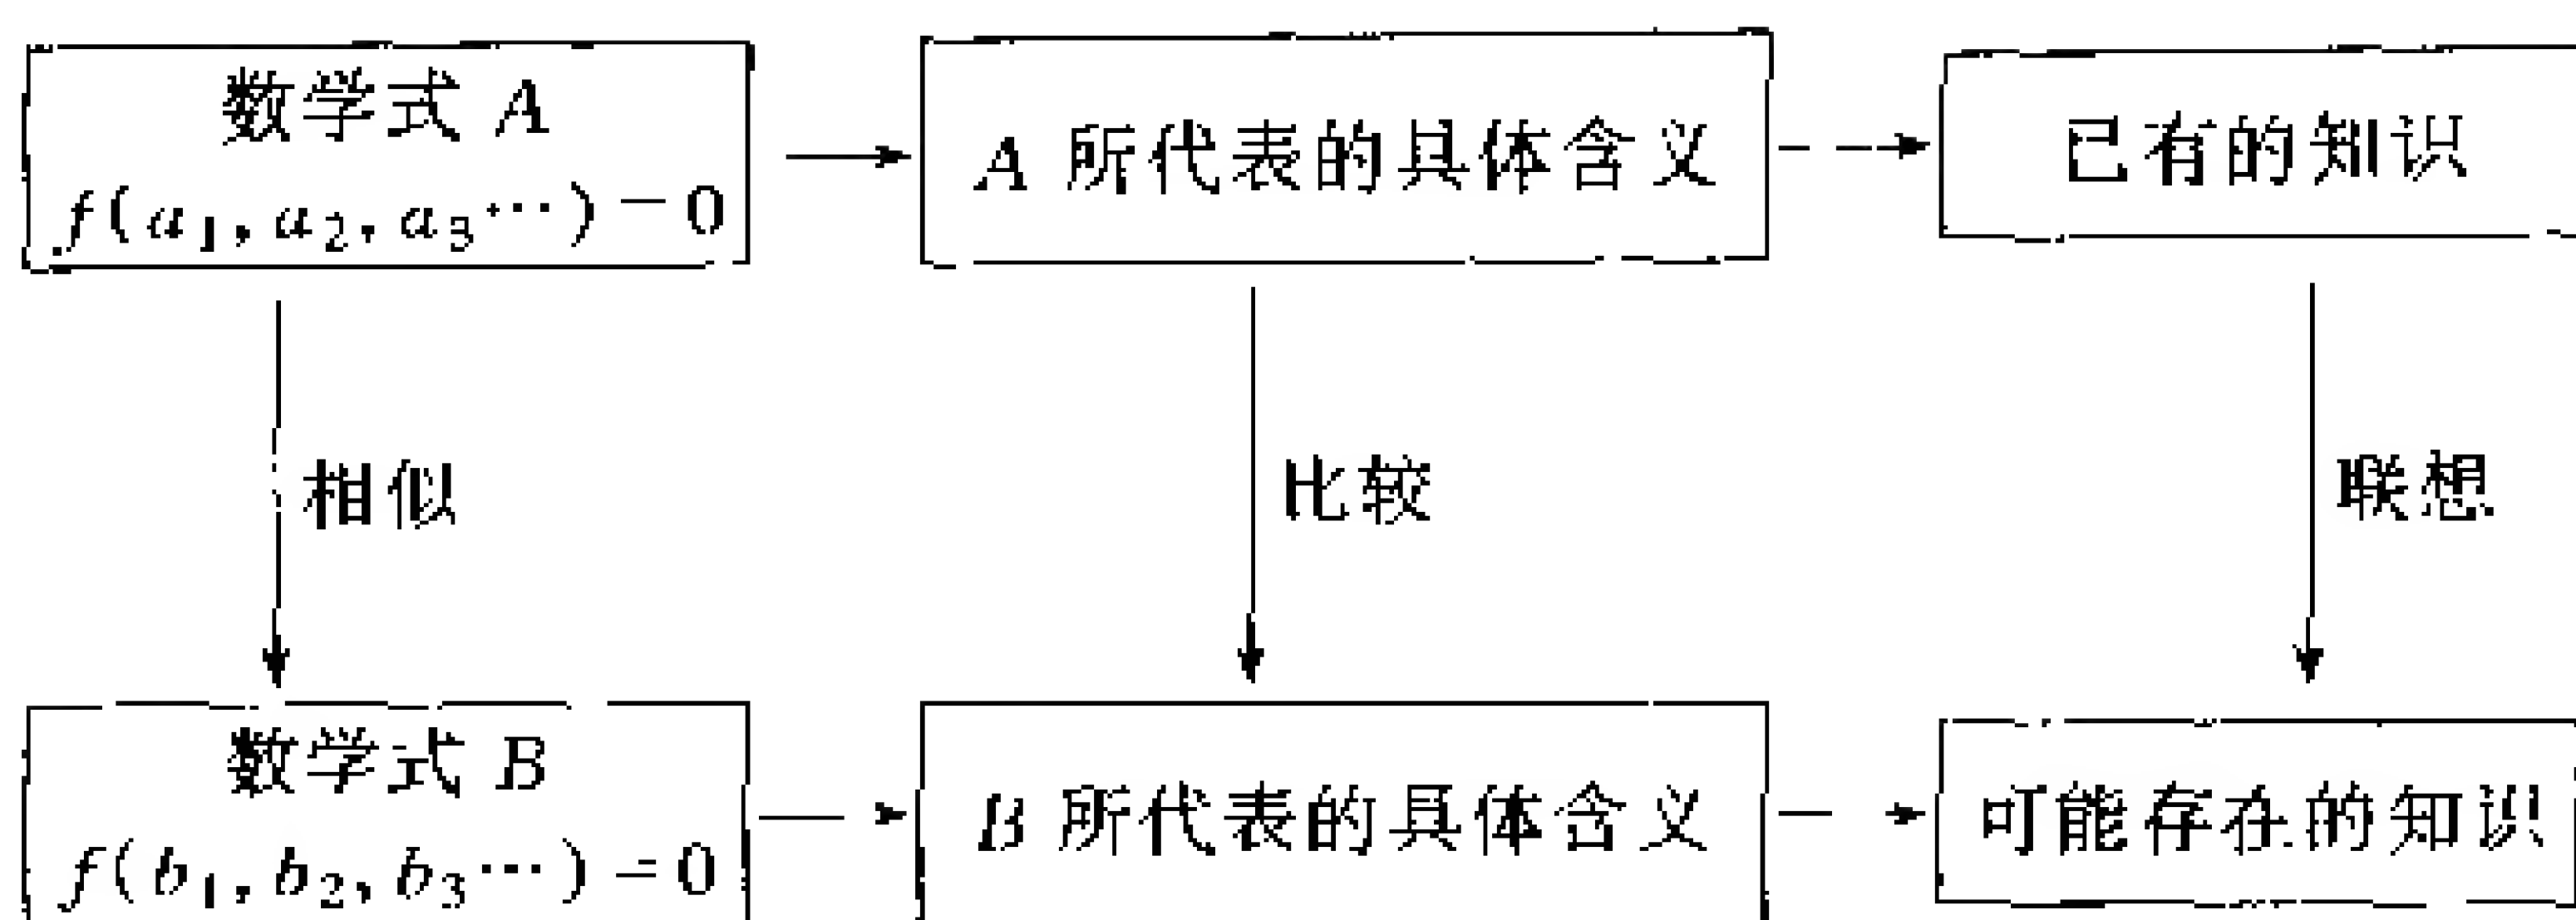 数学式 A
f(a₁, a₂, a₃…) = 0
A 所代表的具体含义
已有的知识
相似
比较
联想
数学式 B
f(b₁, b₂, b₃…) = 0
B 所代表的具体含义
可能存在的知识